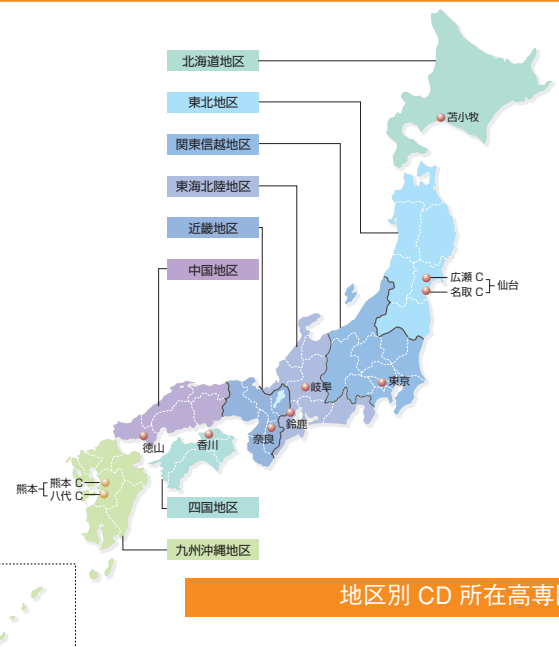 北海道地区
東北地区
関東信越地区
東海北陸地区
近畿地区
中国地区
苫小牧
広瀬 C
名取 C
仙台
東京
岐阜
鈴鹿
奈良
香川
徳山
熊本
熊本 C
八代 C
四国地区
九州沖縄地区
地区別 CD 所在高専